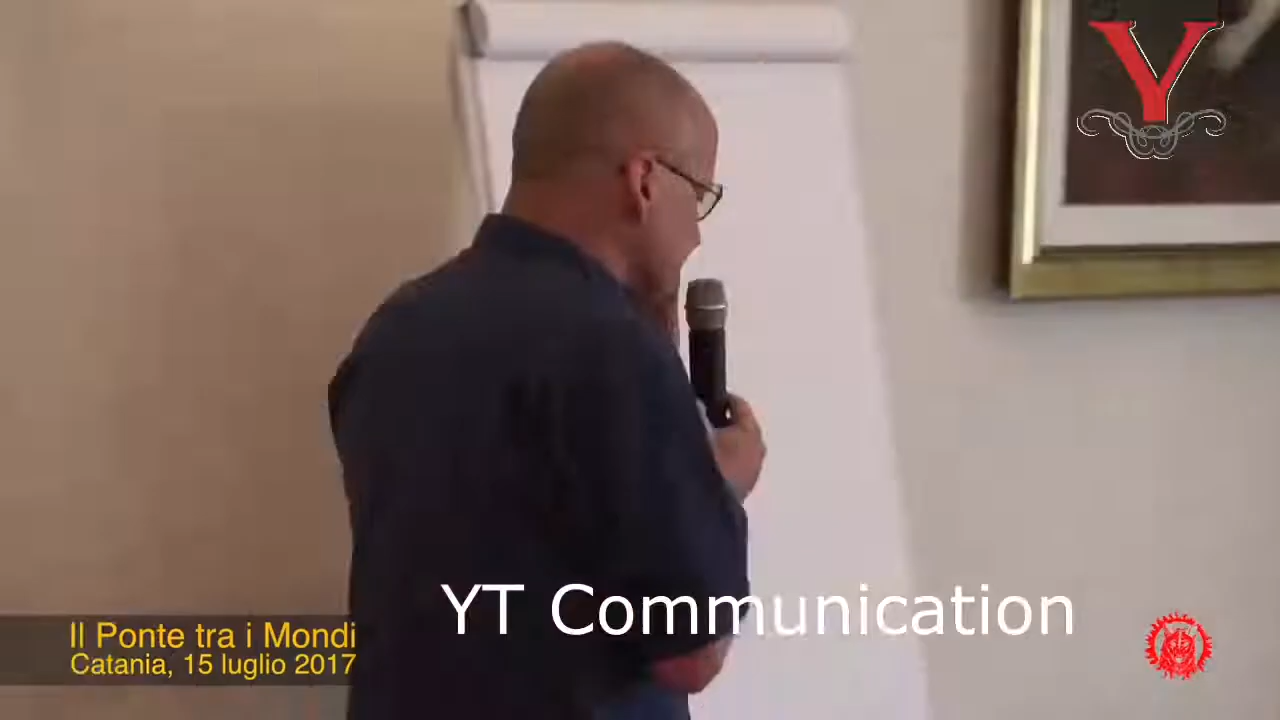 Y
YT Communication
Il Ponte tra i Mondi
Catania, 15 luglio 2017